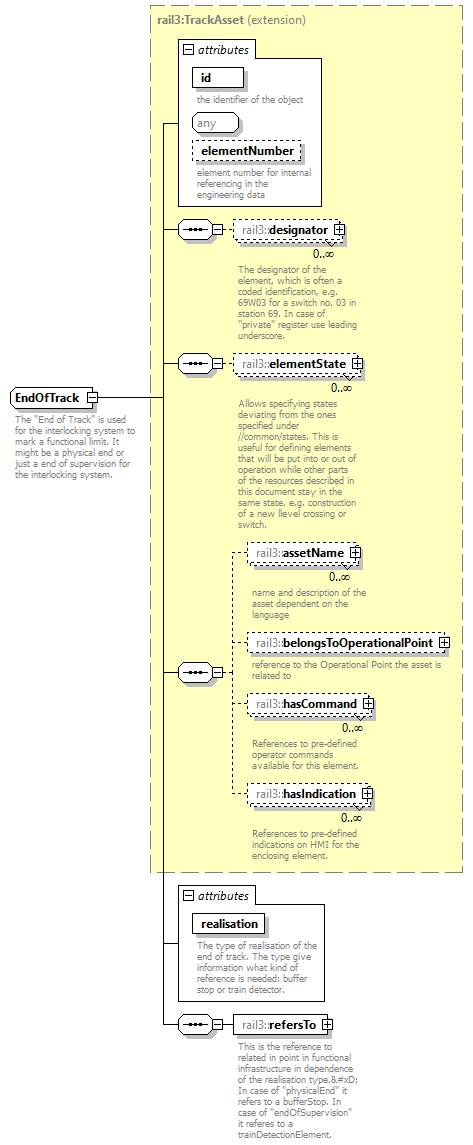 rail3:TrackAsset (extension)
attributes
id
the identifier of the object
any
elementNumber
element number for internal
referencing in the
engineering data
rail3::designator
0..∞
The designator of the
element, which is often a
coded identification, e.g.
69W03 for a switch no. 03 in
station 69. In case of
"private" register use leading
underscore.
rail3::elementState
0..∞
Allows specifying states
deviating from the ones
specified under
//common/states. This is
useful for defining elements
that will be put into or out of
operation while other parts
of the resources described in
this document stay in the
same state, e.g. construction
of a new llevel crossing or
switch.
EndOfTrack
The "End of Track" is used
for the interlocking system to
mark a functional limit. It
might be a physical end or
just a end of supervision for
the interlocking system.
rail3::assetName
0..∞
name and description of the
asset dependent on the
language
rail3::belongsToOperationalPoint
reference to the Operational Point the asset is
related to
rail3::hasCommand
0..∞
References to pre-defined
operator commands
available for this element.
rail3::hasIndication
0..∞
References to pre-defined
indications on HMI for the
enclosing element.
attributes
realisation
The type of realisation of the
end of track. The type give
information what kind of
reference is needed: buffer
stop or train detector.
rail3::refersTo
This is the reference to
related in point in functional
infrastructure in dependence
of the realisation type.&#xD;
In case of "physicalEnd" it
refers to a bufferStop. In
case of "endOfSupervision"
it referes to a
trainDetectionElement.